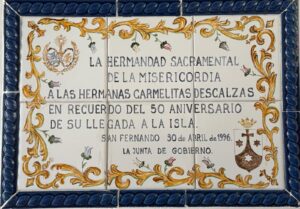 LA HERMANDAD SACRAMENTAL
DE LA MISERICORDIA
A LAS HERMANAS CARMELITAS DESCALZAS
EN RECUERDO DEL 50 ANIVERSARIO
DE SU LLEGADA A LA ISLA.
SAN FERNANDO 30 de ABRIL de 1996
LA JUNTA DE GOBIERNO.